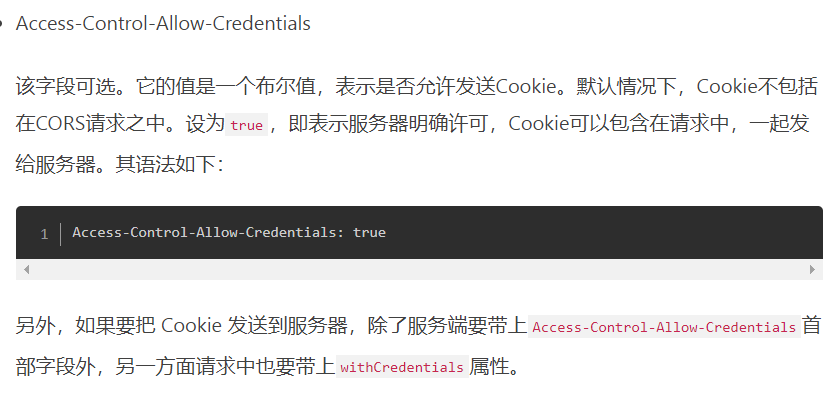 Access-Control-Allow-Credentials
该字段可选。它的值是一个布尔值，表示是否允许发送Cookie。默认情况下，Cookie不包括
在CORS请求之中。设为true，即表示服务器明确许可，Cookie可以包含在请求中，一起发
给服务器。其语法如下：
1 Access-Control-Allow-Credentials: true
另外，如果要把 Cookie 发送到服务器，除了服务端要带上Access-Control-Allow-Credentials首
部字段外，另一方面请求中也要带上withCredentials属性。